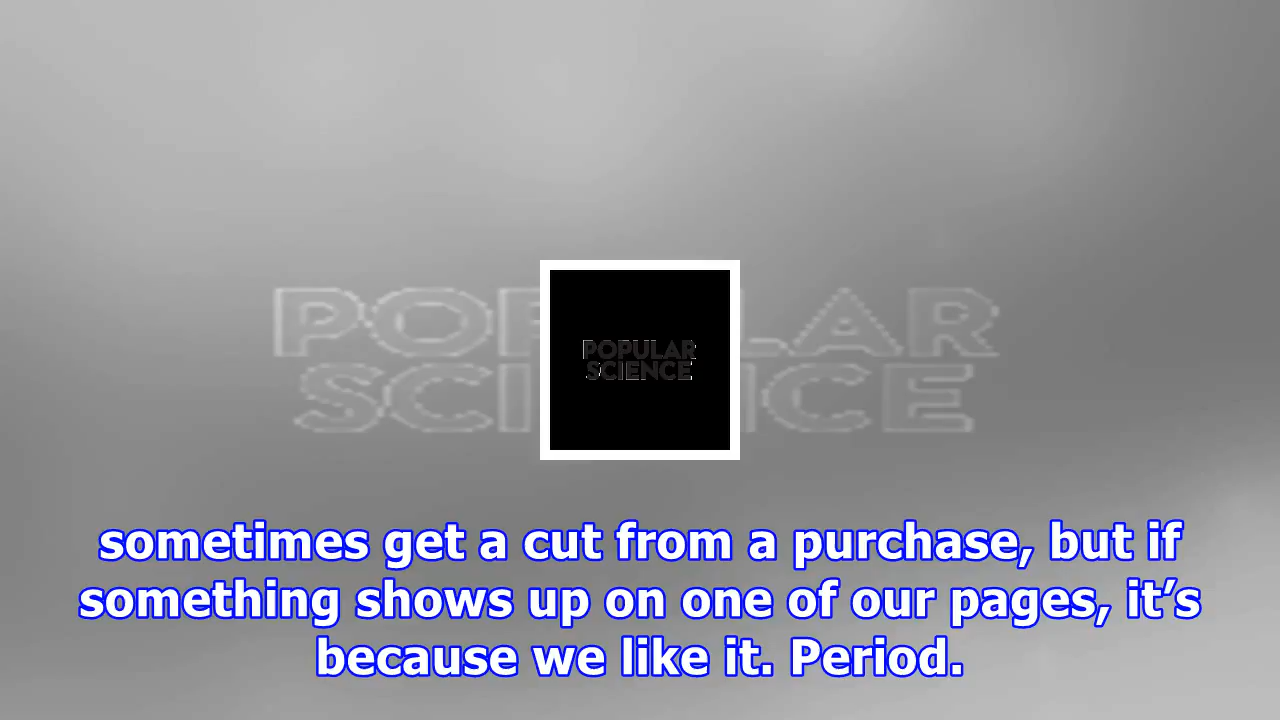 POPULAR
SCIENCE
POPULAR
SCIENCE
sometimes get a cut from a purchase, but if
something shows up on one of our pages, it’s
because we like it. Period.